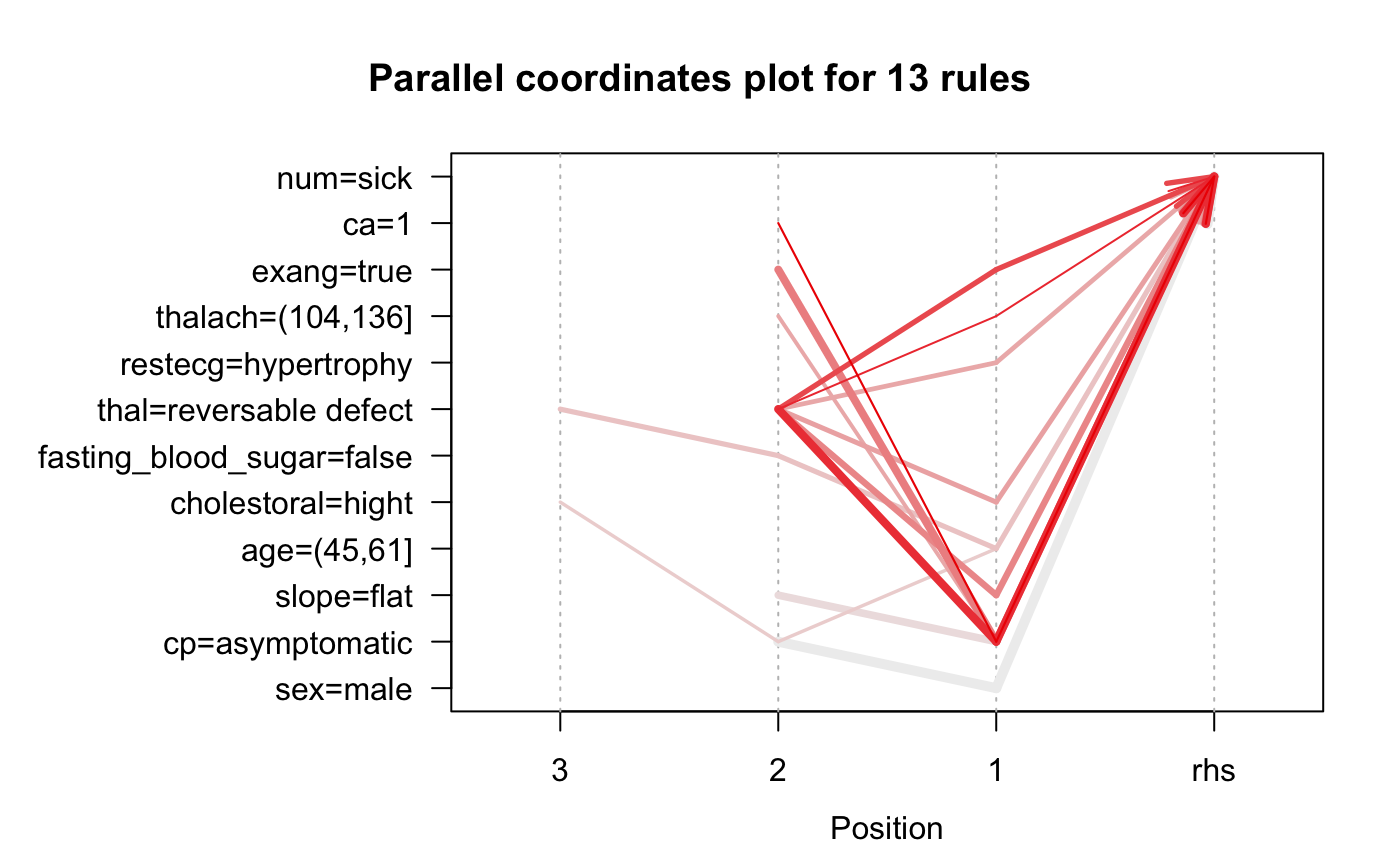 Parallel coordinates plot for 13 rules
num=sick
ca=1
exang=true
thalach=(104,136]
restecg=hypertrophy
thal=reversable defect
fasting_blood_sugar=false
cholestoral=hight
age=(45,61]
slope=flat
cp=asymptomatic
sex=male
3 2 1 rhs
Position